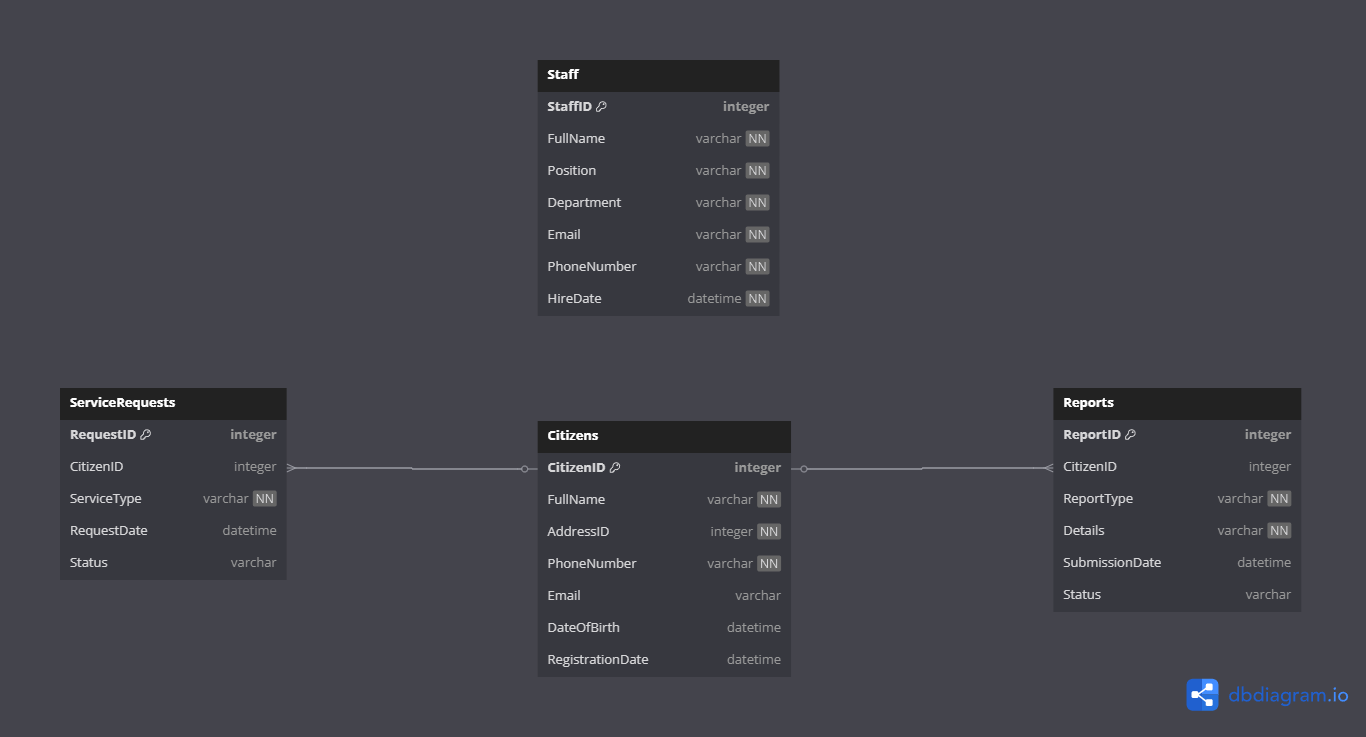 Staff
StaffID integer
FullName varchar NN
Position varchar NN
Department varchar NN
Email varchar NN
PhoneNumber varchar NN
HireDate datetime NN
ServiceRequests
RequestID integer
CitizenID integer
ServiceType varchar NN
RequestDate datetime
Status varchar
Citizens
CitizenID integer
FullName varchar NN
AddressID integer NN
PhoneNumber varchar NN
Email varchar
DateOfBirth datetime
RegistrationDate datetime
Reports
ReportID integer
CitizenID integer
ReportType varchar NN
Details varchar NN
SubmissionDate datetime
Status varchar
dbdiagram.io